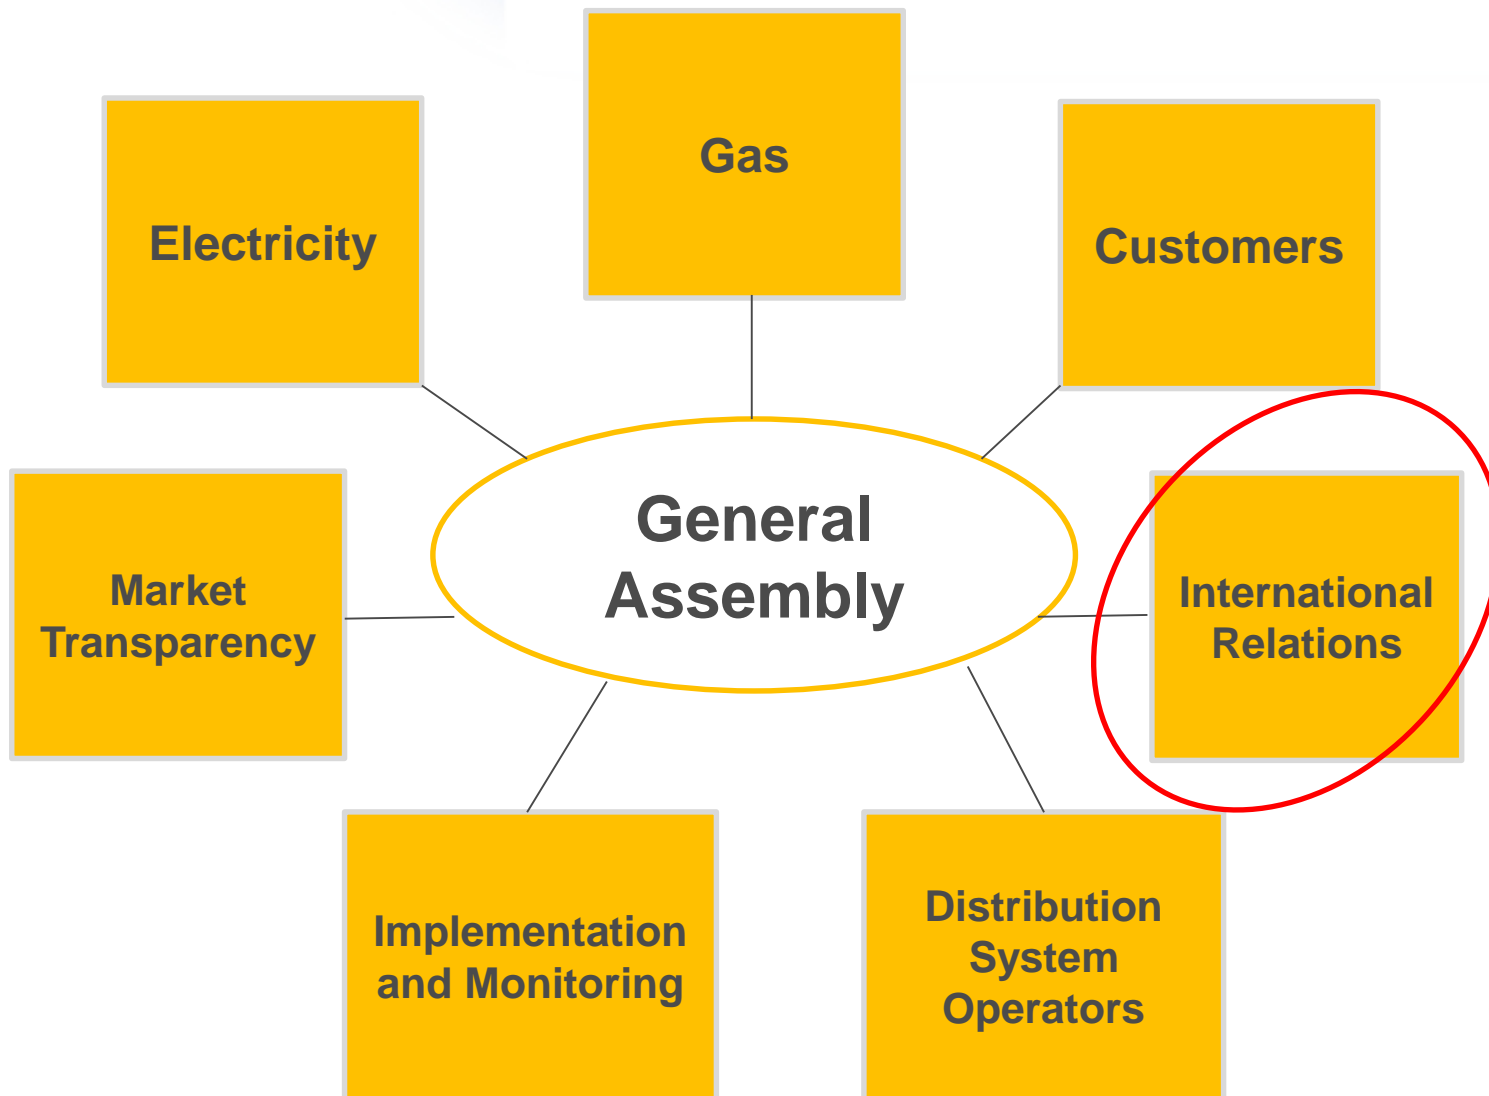 Gas
Electricity
Customers
General
Assembly
Market
Transparency
International
Relations
Implementation
and Monitoring
Distribution
System
Operators